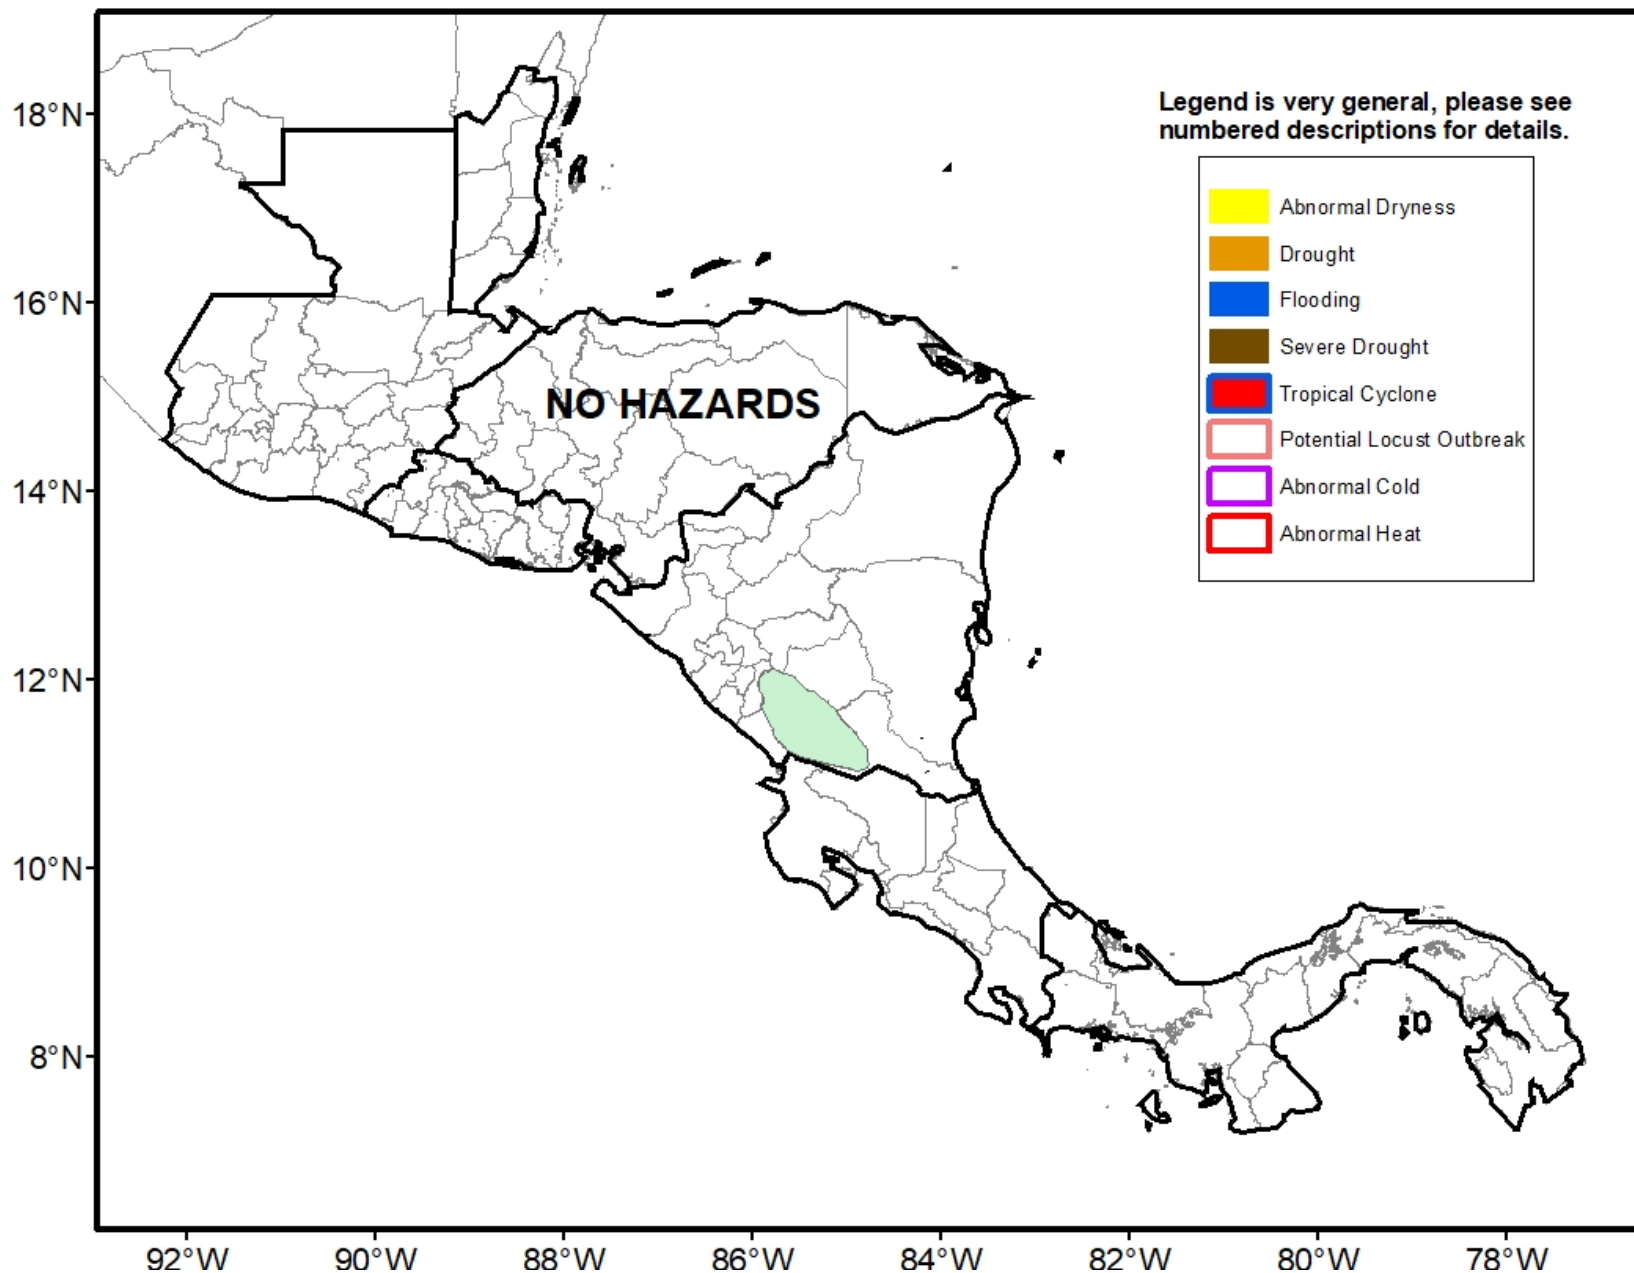 Legend is very general, please see
numbered descriptions for details.
18°N
16°N
14°N
12°N
10°N
8°N
NO HAZARDS
Abnormal Dryness
Drought
Flooding
Severe Drought
Tropical Cyclone
Potential Locust Outbreak
Abnormal Cold
Abnormal Heat
92°W 90°W 88°W 86°W 84°W 82°W 80°W 78°W